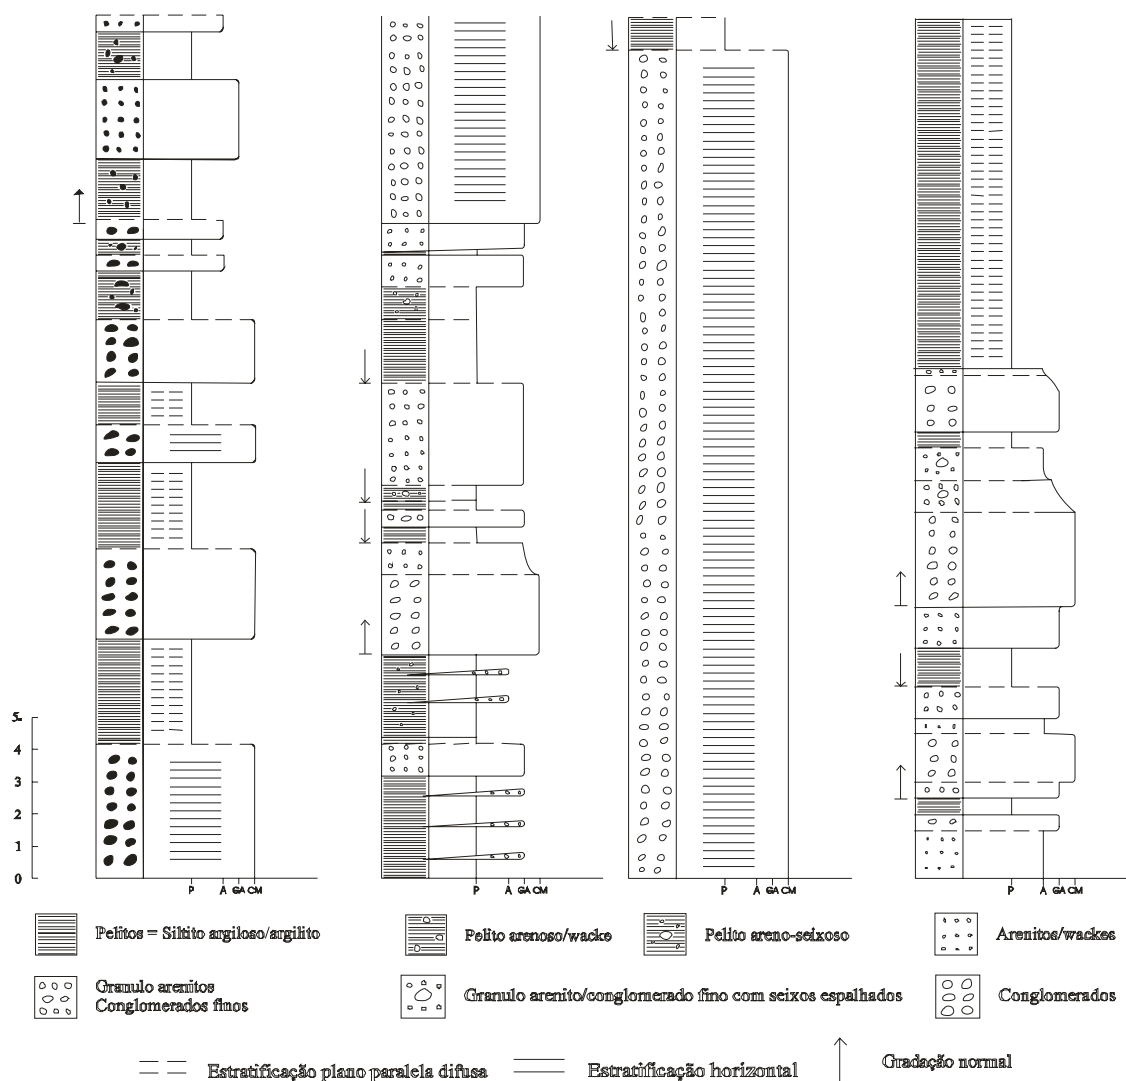 5
4
3
2
1
0
P A GA CM
P A GA CM
P A GA CM
P A GA CM
Pelitos = Siltito argiloso/argilito
Pelito arenoso/wacke
Pelito areno-seixoso
Arenitos/wackes
Granulo arenitos
Conglomerados finos
Granulo arenito/conglomerado fino com seixos espalhados
Conglomerados
Estratificação plano paralela difusa
Estratificação horizontal
Gradação normal